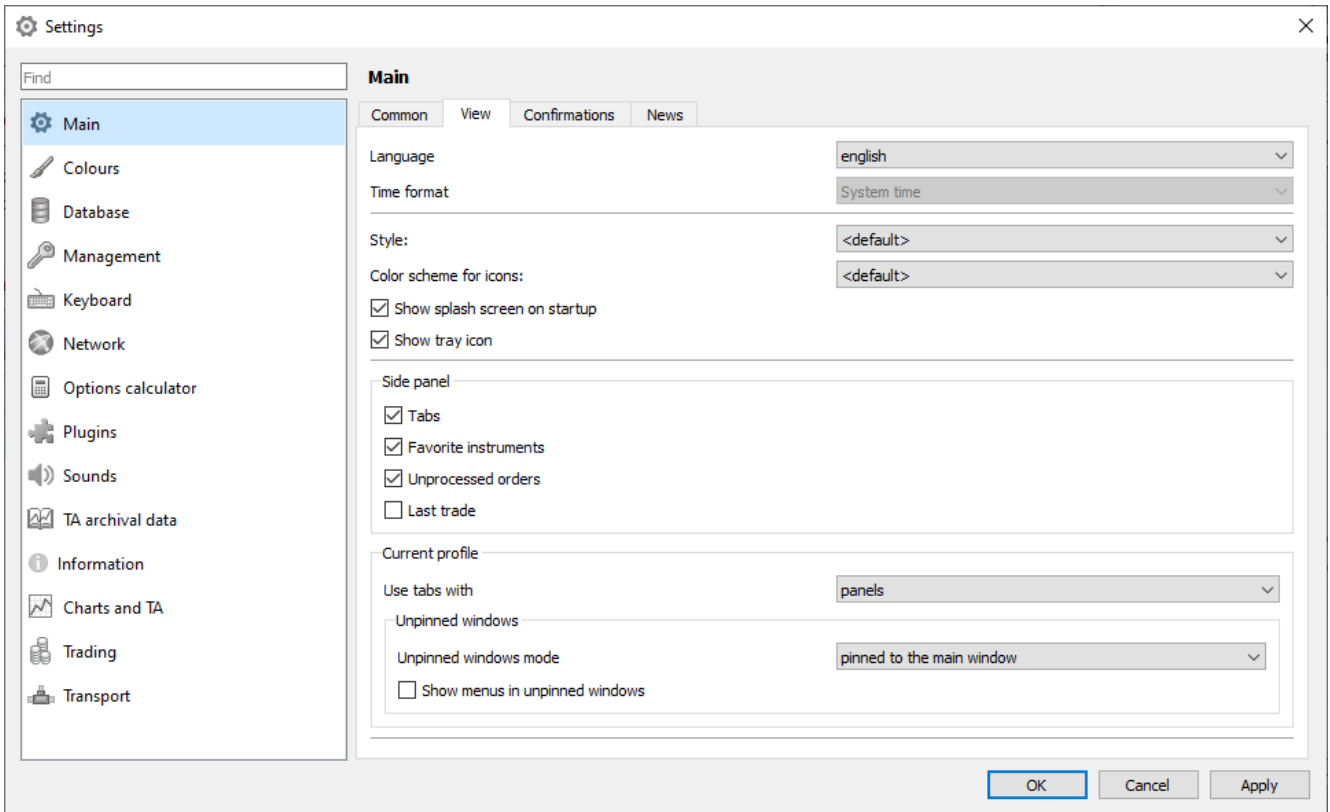 Settings
Find
Main
Colours
Database
Management
Keyboard
Network
Options calculator
Plugins
Sounds
TA archival data
Information
Charts and TA
Trading
Transport
Main
Common View Confirmations News
Language english
Time format System time
Style: <default>
Color scheme for icons: <default>
Show splash screen on startup
Show tray icon
Side panel
Tabs
Favorite instruments
Unprocessed orders
Last trade
Current profile
Use tabs with panels
Unpinned windows
Unpinned windows mode pinned to the main window
Show menus in unpinned windows
OK Cancel Apply